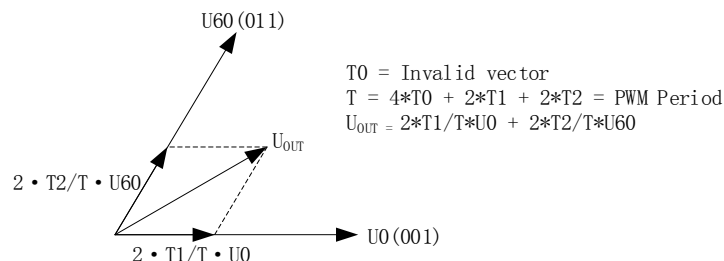 U60(011)
T0 = Invalid vector
T = 4*T0 + 2*T1 + 2*T2 = PWM Period
UOUT = 2*T1/T*U0 + 2*T2/T*U60
UOUT
2·T2/T·U60
U0(001)
2·T1/T·U0